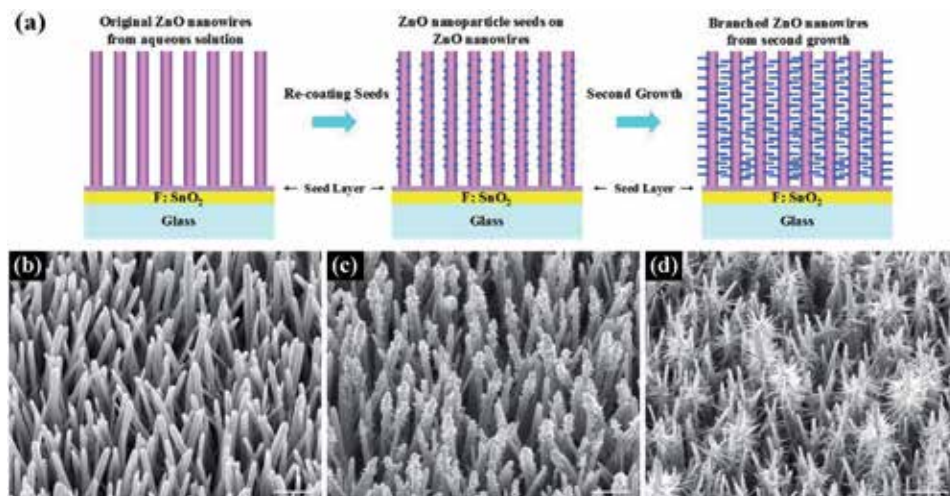 (a)
Original ZnO nanowires
from aqueous solution
ZnO nanoparticle seeds on
ZnO nanowires
Branched ZnO nanowires
from second growth
Re-coating Seeds
Second Growth
← Seed Layer →
← Seed Layer →
F: SnO₂
F: SnO₂
F: SnO₂
Glass
Glass
Glass
(b)
(c)
(d)